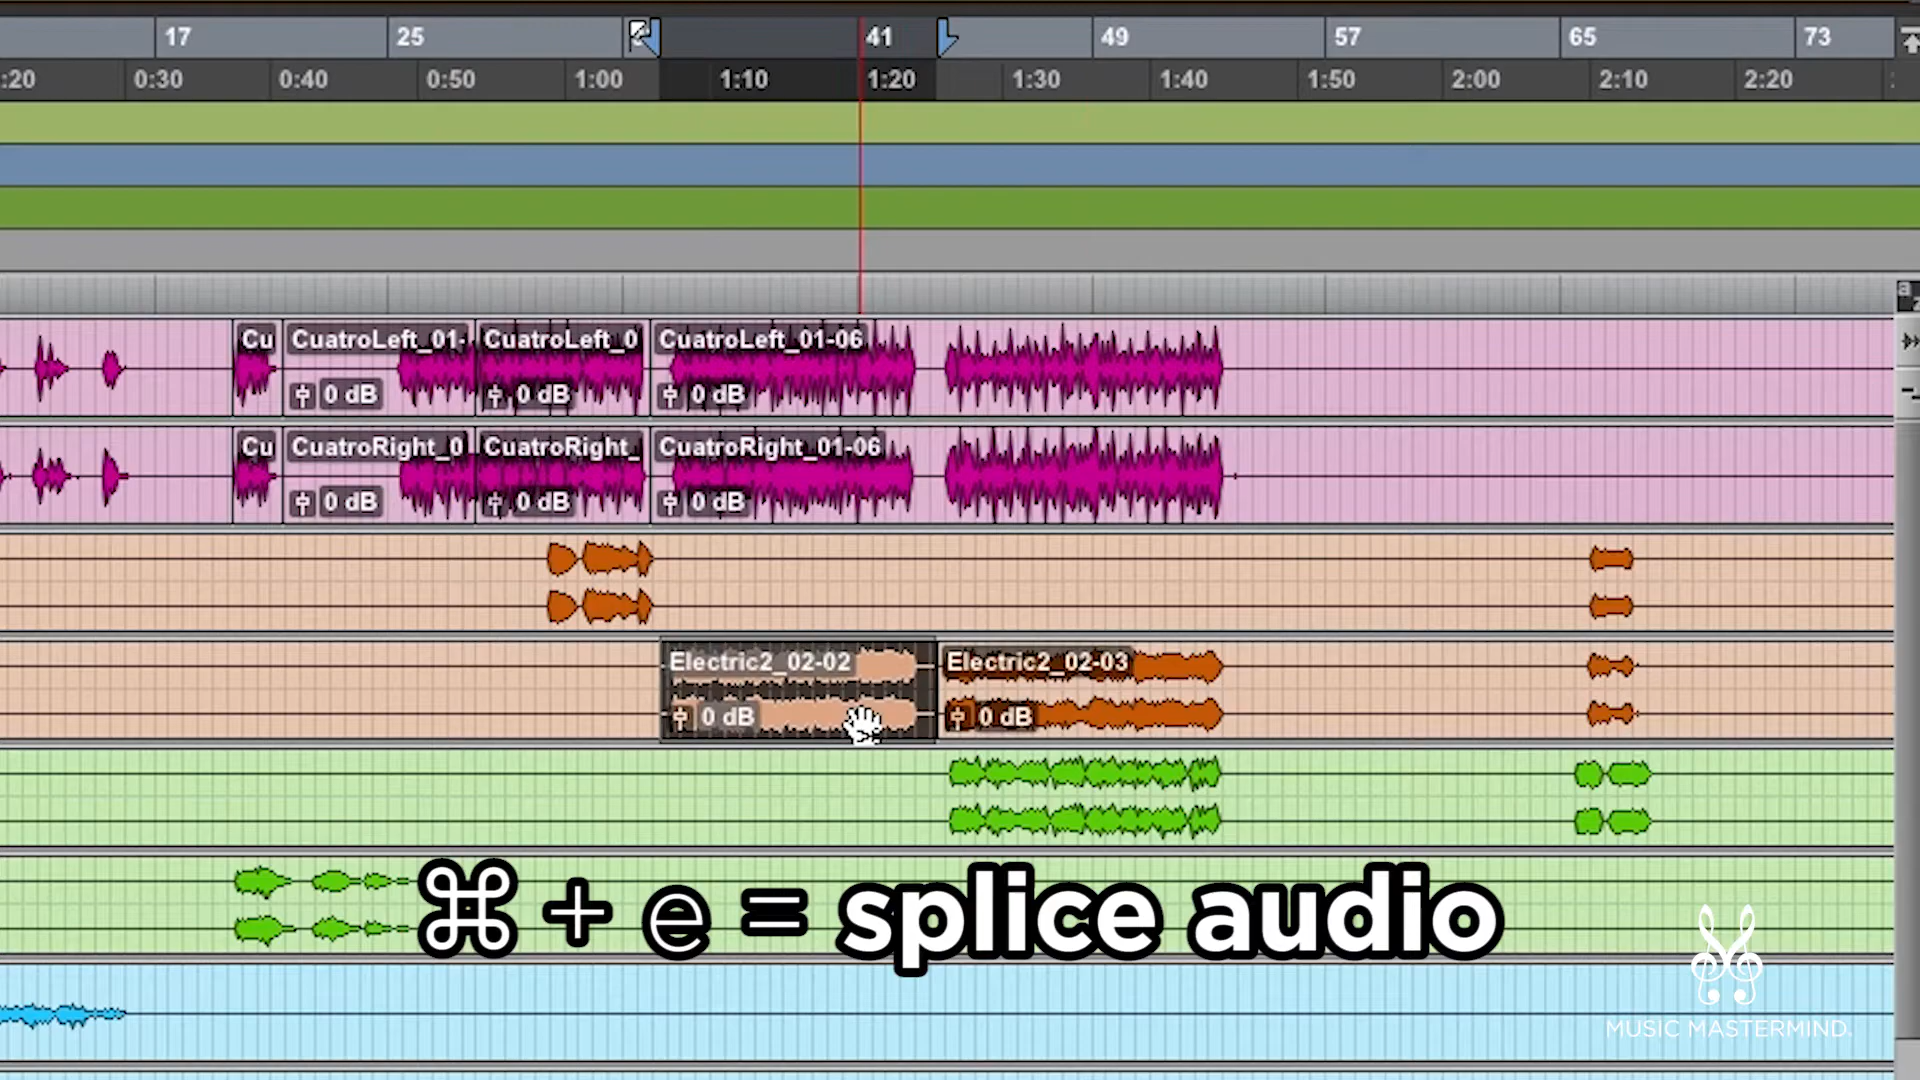 17 25 41 49 57 65 73
:20 0:30 0:40 0:50 1:00 1:10 1:20 1:30 1:40 1:50 2:00 2:10 2:20
Cu CuatroLeft_01- CuatroLeft_0 CuatroLeft_01-06
0 dB 0 dB 0 dB
Cu CuatroRight_0 CuatroRight_ CuatroRight_01-06
0 dB 0 dB 0 dB
Electric2_02-02 Electric2_02-03
0 dB 0 dB
⌘ + e = splice audio
MUSIC MASTERMIND.